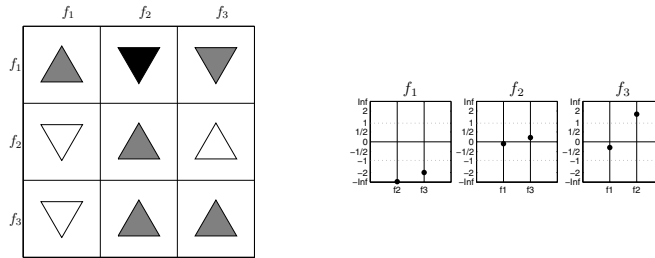 f1 f2 f3
f1
f2
f3
f1 f2 f3
Inf Inf Inf
2 2 2
1 1 1
1/2 1/2 1/2
0 0 0
−1/2 −1/2 −1/2
−1 −1 −1
−2 −2 −2
−Inf −Inf −Inf
f2 f3 f1 f3 f1 f2